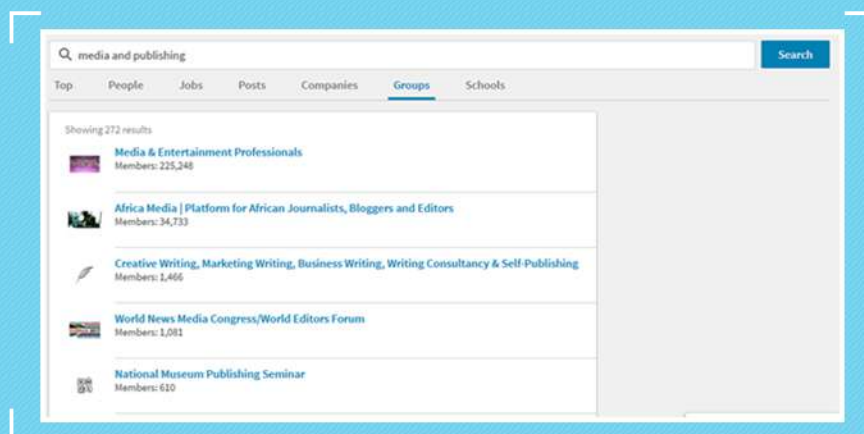 media and publishing
Search
Top People Jobs Posts Companies Groups Schools
Showing 272 results
Media & Entertainment Professionals
Members: 225,248
Africa Media | Platform for African Journalists, Bloggers and Editors
Members: 34,733
Creative Writing, Marketing Writing, Business Writing, Writing Consultancy & Self-Publishing
Members: 1,466
World News Media Congress/World Editors Forum
Members: 1,081
National Museum Publishing Seminar
Members: 610